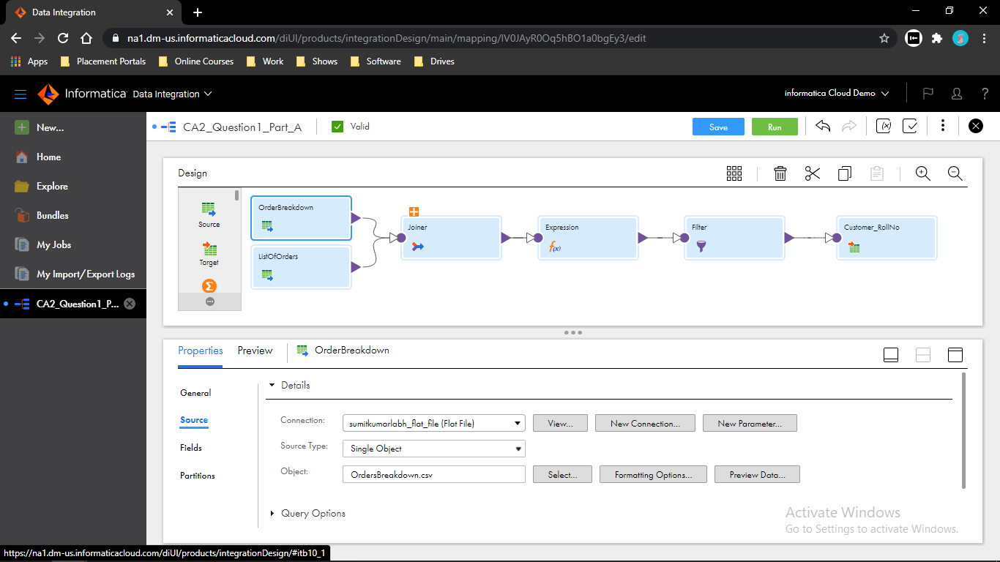 Data Integration
na1.dm-us.informaticacloud.com/diUI/products/integrationDesign/main/mapping/lV0JAyR0Oq5hBO1a0bgEy3/edit
Apps Placement Portals Online Courses Work Shows Software Drives
Informatica Data Integration informatica Cloud Demo ?
New...
Home
Explore
Bundles
My Jobs
My Import/Export Logs
CA2_Question1_P...
CA2_Question1_Part_A Valid Save Run (x)
Design
Source
Target
Σ
OrderBreakdown
ListOfOrders
Joiner
Expression
f(x)
Filter
Customer_RollNo
Properties Preview OrderBreakdown
General
Source
Fields
Partitions
Details
Connection: sumitkumarlabh_flat_file (Flat File) View... New Connection... New Parameter...
Source Type: Single Object
Object: OrdersBreakdown.csv Select... Formatting Options... Preview Data...
Query Options
Activate Windows
Go to Settings to activate Windows.
https://na1.dm-us.informaticacloud.com/diUI/products/integrationDesign/#itb10_1